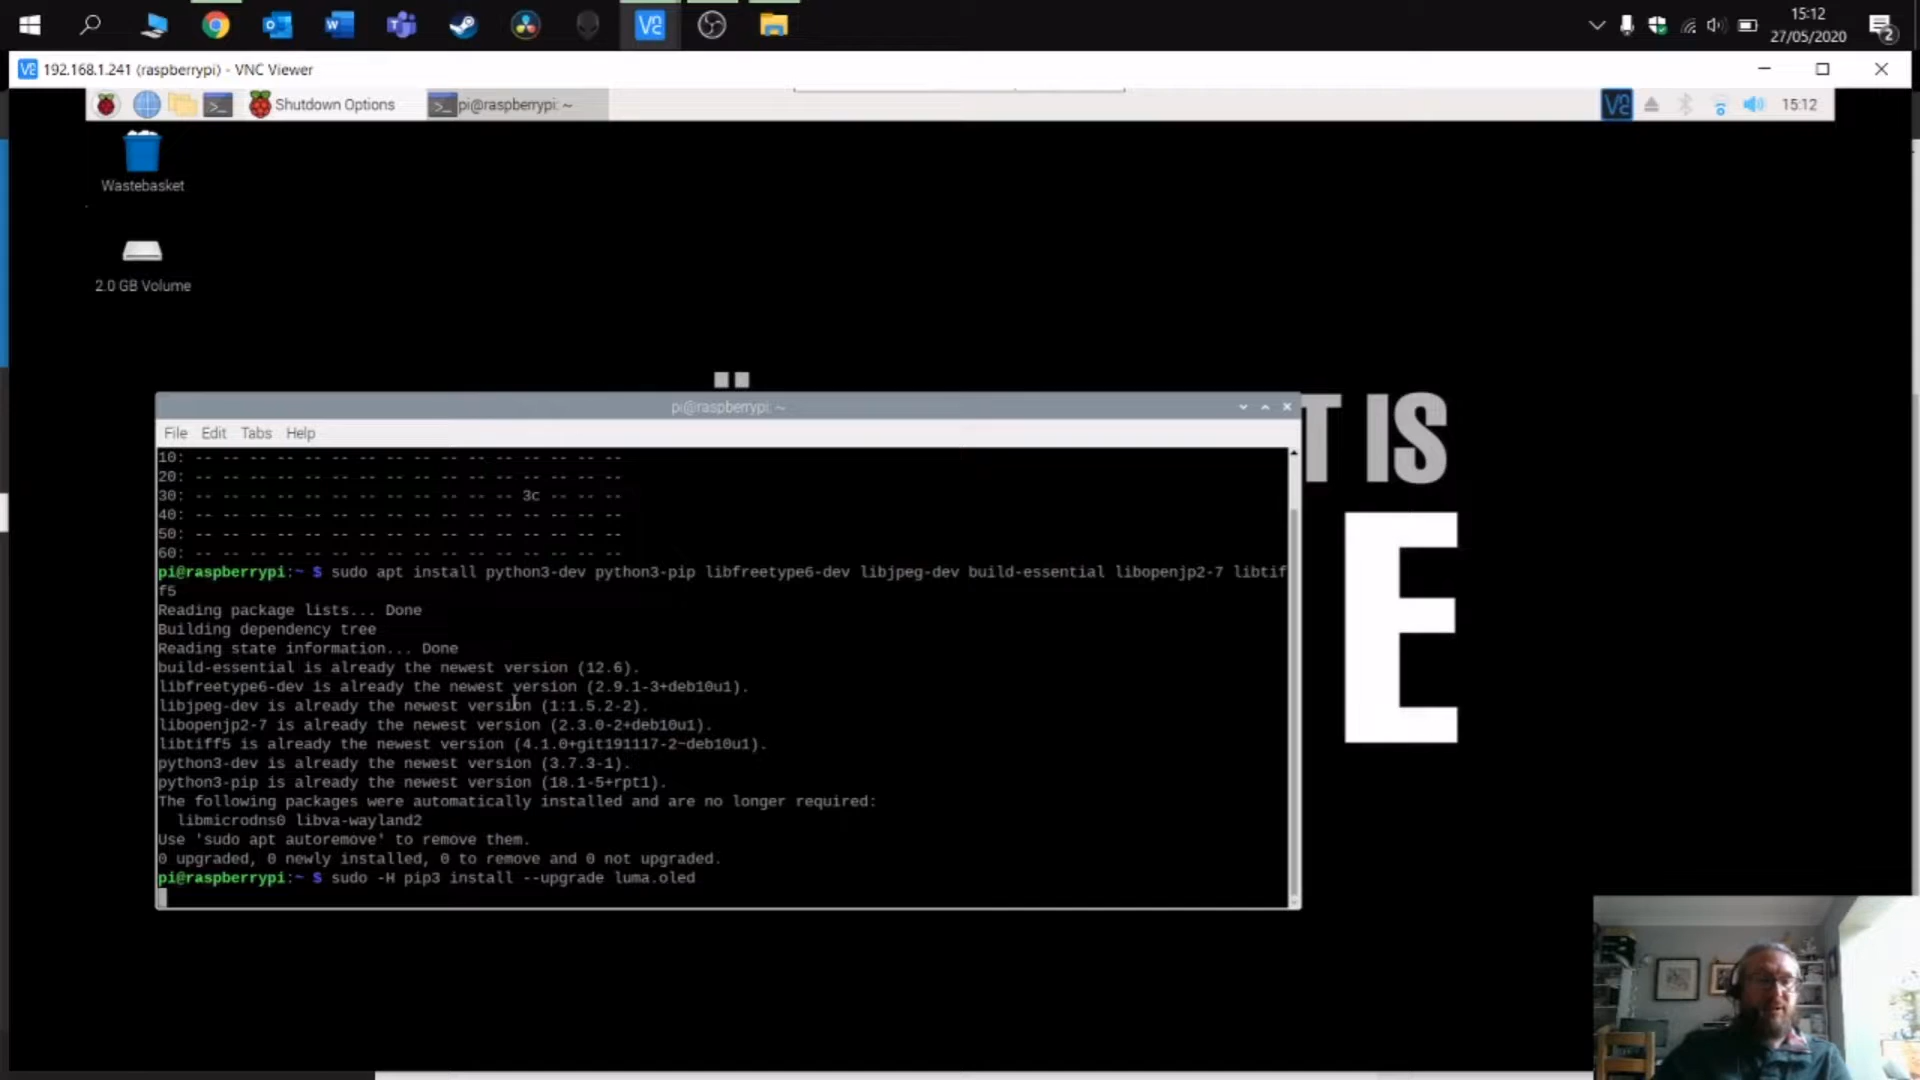 15:12
27/05/2020
2
192.168.1.241 (raspberrypi) - VNC Viewer
Shutdown Options
pi@raspberrypi: ~
15:12
Wastebasket
2.0 GB Volume
T IS
E
pi@raspberrypi: ~
File Edit Tabs Help
10: -- -- -- -- -- -- -- -- -- -- -- -- -- -- -- --
20: -- -- -- -- -- -- -- -- -- -- -- -- -- -- -- --
30: -- -- -- -- -- -- -- -- -- -- -- -- 3c -- -- --
40: -- -- -- -- -- -- -- -- -- -- -- -- -- -- -- --
50: -- -- -- -- -- -- -- -- -- -- -- -- -- -- -- --
60: -- -- -- -- -- -- -- -- -- -- -- -- -- -- -- --
pi@raspberrypi:~ $ sudo apt install python3-dev python3-pip libfreetype6-dev libjpeg-dev build-essential libopenjp2-7 libtif
f5
Reading package lists... Done
Building dependency tree
Reading state information... Done
build-essential is already the newest version (12.6).
libfreetype6-dev is already the newest version (2.9.1-3+deb10u1).
libjpeg-dev is already the newest version (1:1.5.2-2).
libopenjp2-7 is already the newest version (2.3.0-2+deb10u1).
libtiff5 is already the newest version (4.1.0+git191117-2~deb10u1).
python3-dev is already the newest version (3.7.3-1).
python3-pip is already the newest version (18.1-5+rpt1).
The following packages were automatically installed and are no longer required:
libmicrodns0 libva-wayland2
Use 'sudo apt autoremove' to remove them.
0 upgraded, 0 newly installed, 0 to remove and 0 not upgraded.
pi@raspberrypi:~ $ sudo -H pip3 install --upgrade luma.oled